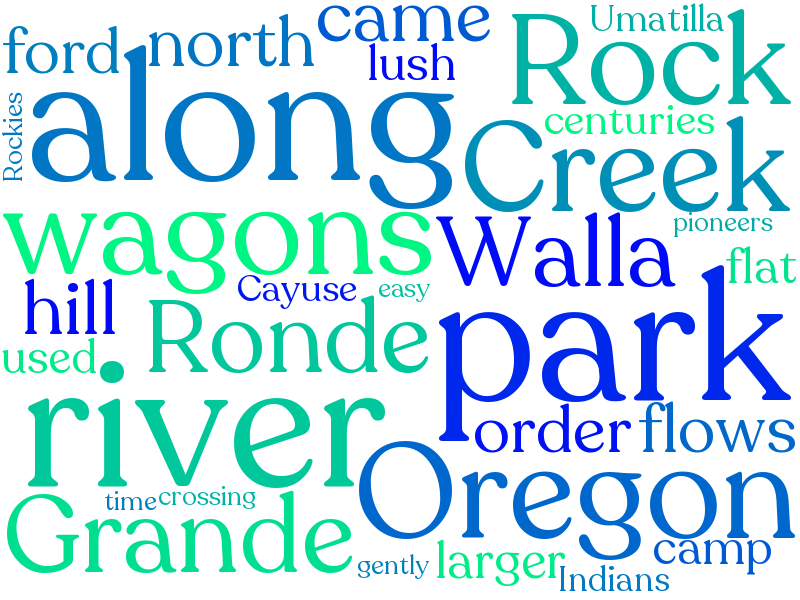 came
Umatilla
ford
north
lush
Rock
Rockies
along
centuries
Creek
wagons
Walla
pioneers
flat
hill
Cayuse
easy
Ronde
park
used
river
order
flows
Oregon
Grande
time
crossing
camp
gently
larger
Indians